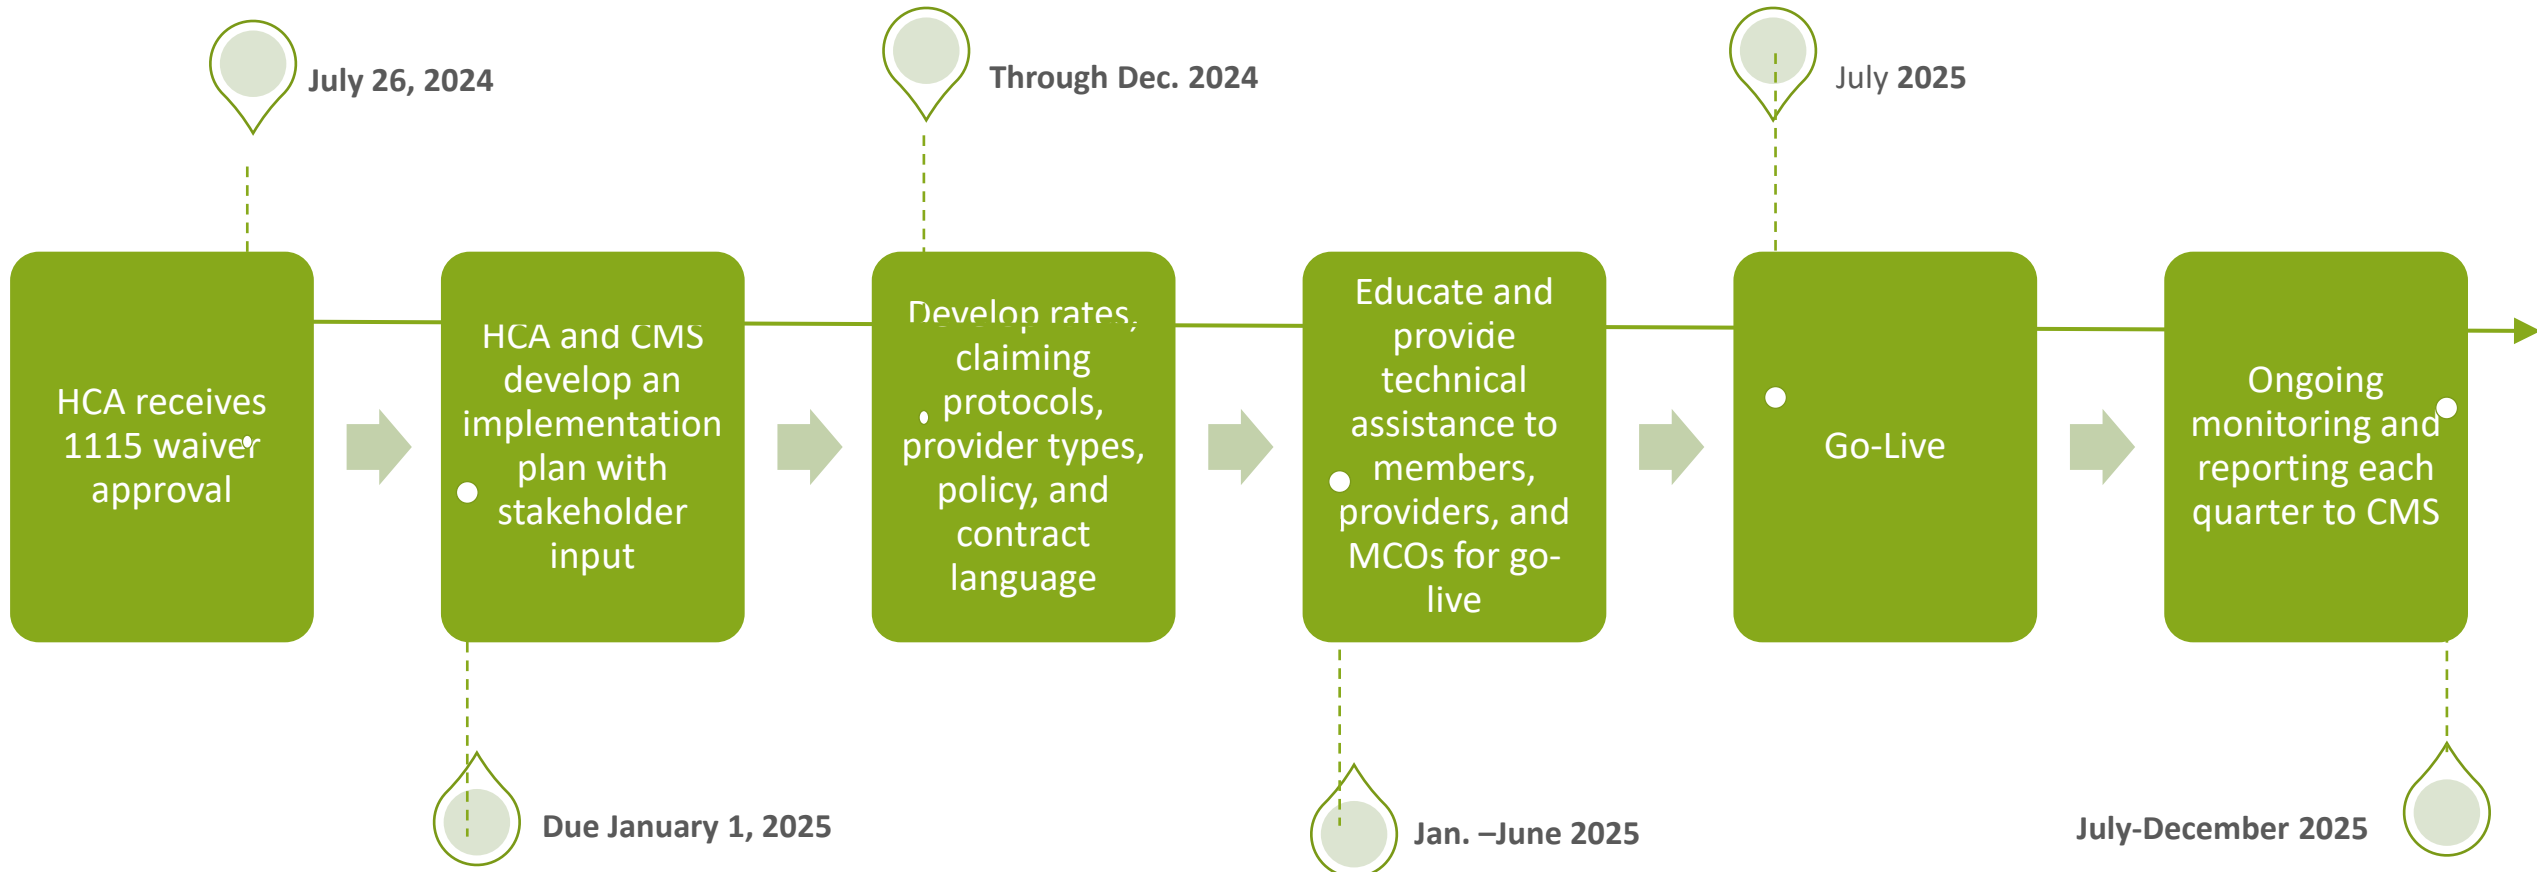 July 26, 2024
Through Dec. 2024
July 2025
HCA receives
1115 waiver
approval
HCA and CMS
develop an
implementation
plan with
stakeholder
input
Develop rates,
claiming
protocols,
provider types,
policy, and
contract
language
Educate and
provide
technical
assistance to
members,
providers, and
MCOs for go-
live
Go-Live
Ongoing
monitoring and
reporting each
quarter to CMS
Due January 1, 2025
Jan. –June 2025
July-December 2025